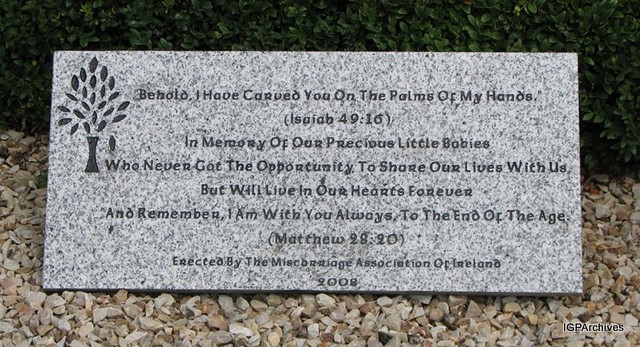 "Behold, I Have Carved You On The Palms Of My Hands."
(Isaiah 49:16)
In Memory Of Our Precious Little Babies
Who Never Got The Opportunity To Share Our Lives With Us,
But Will Live In Our Hearts Forever
"And Remember, I Am With You Always, To The End Of The Age.
(Matthew 28:20)
Erected By The Miscarriage Association Of Ireland
2008
IGPArchives